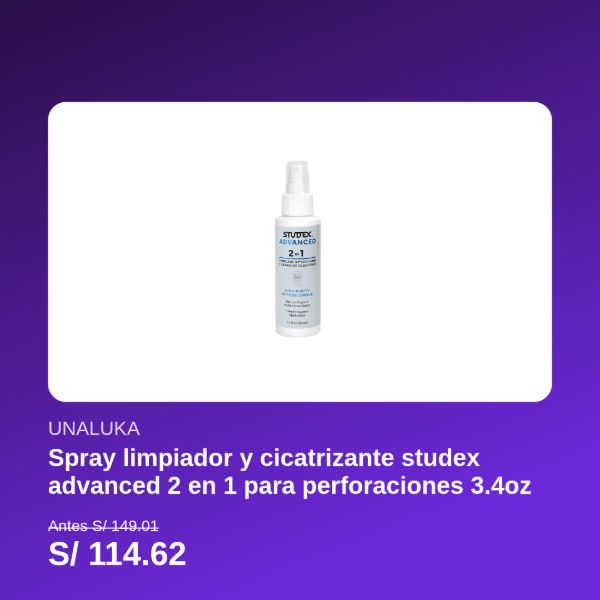 STUDEX
ADVANCED
2 IN 1
UNALUKA
Spray limpiador y cicatrizante studex
advanced 2 en 1 para perforaciones 3.4oz
Antes S/ 149.01
S/ 114.62